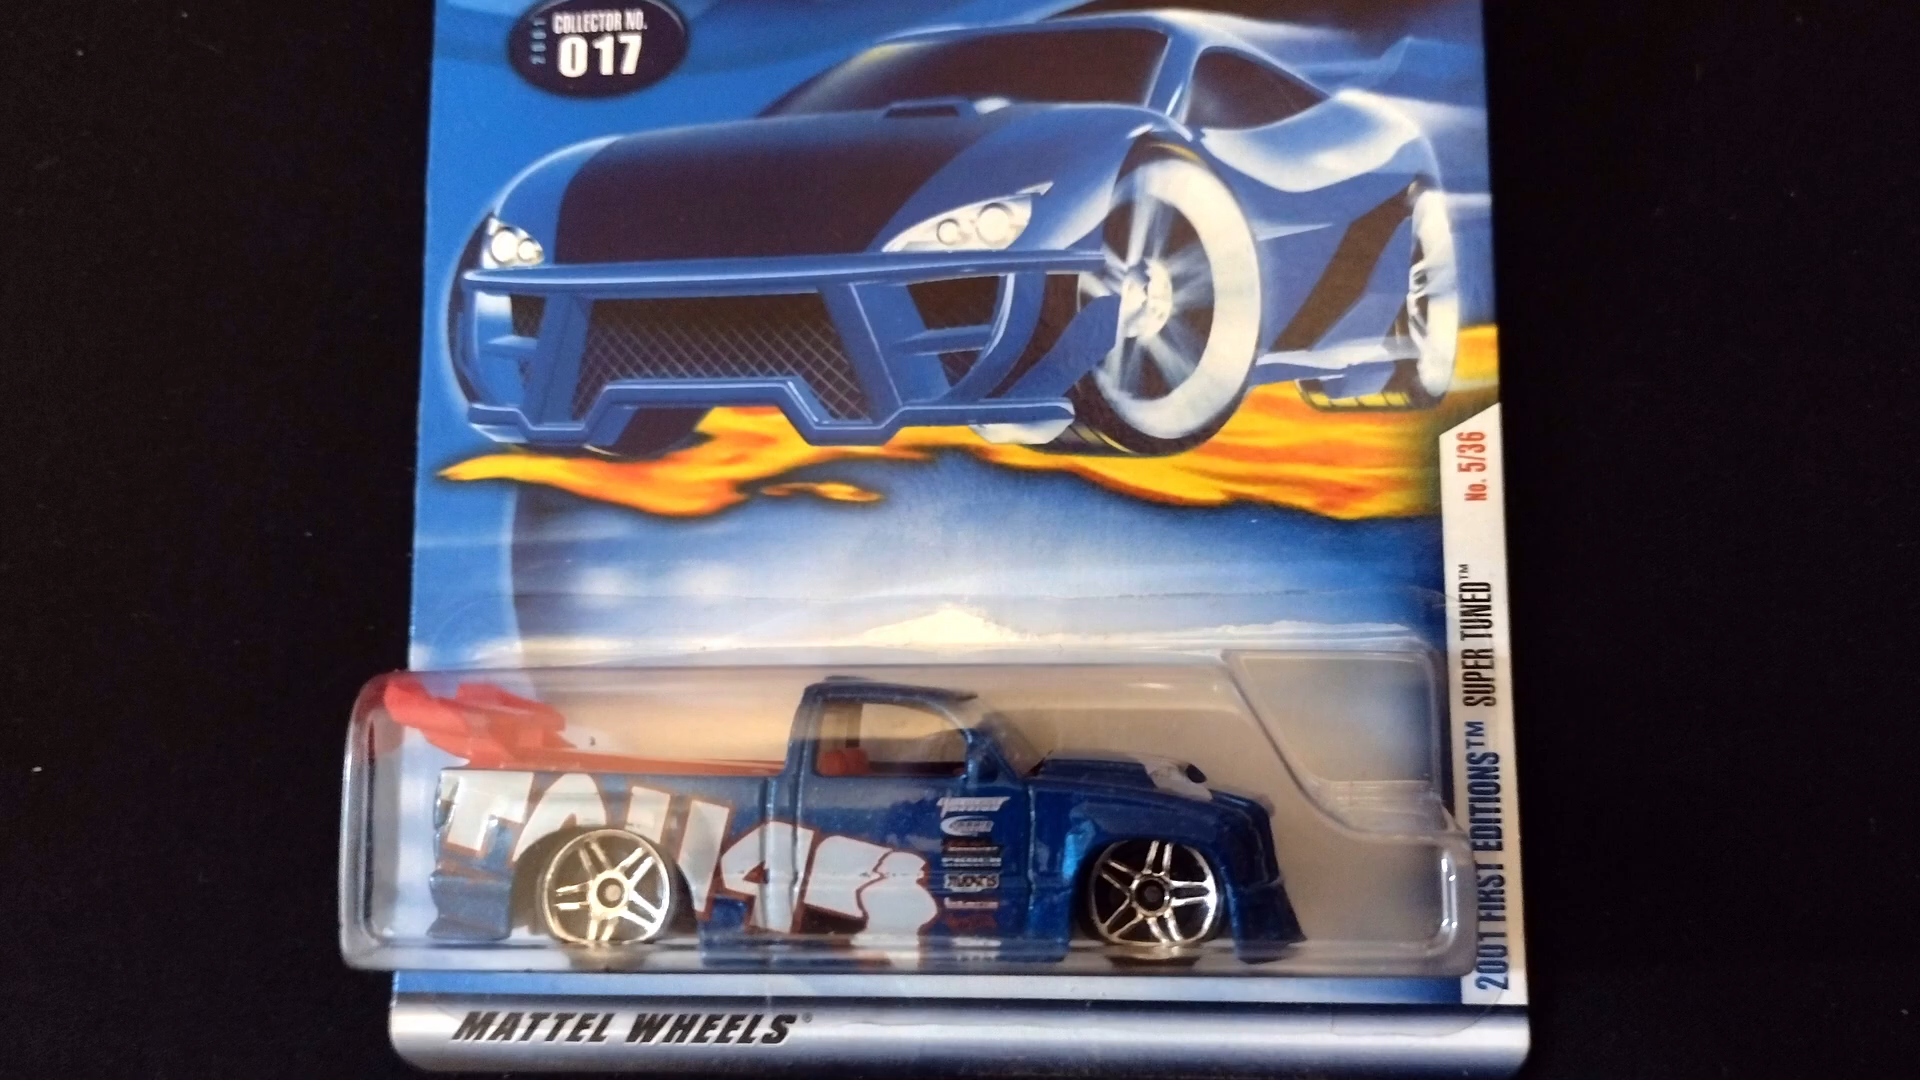 2001
COLLECTOR NO.
017
No. 5/36
2001 FIRST EDITIONS™ SUPER TUNED™
MATTEL WHEELS®